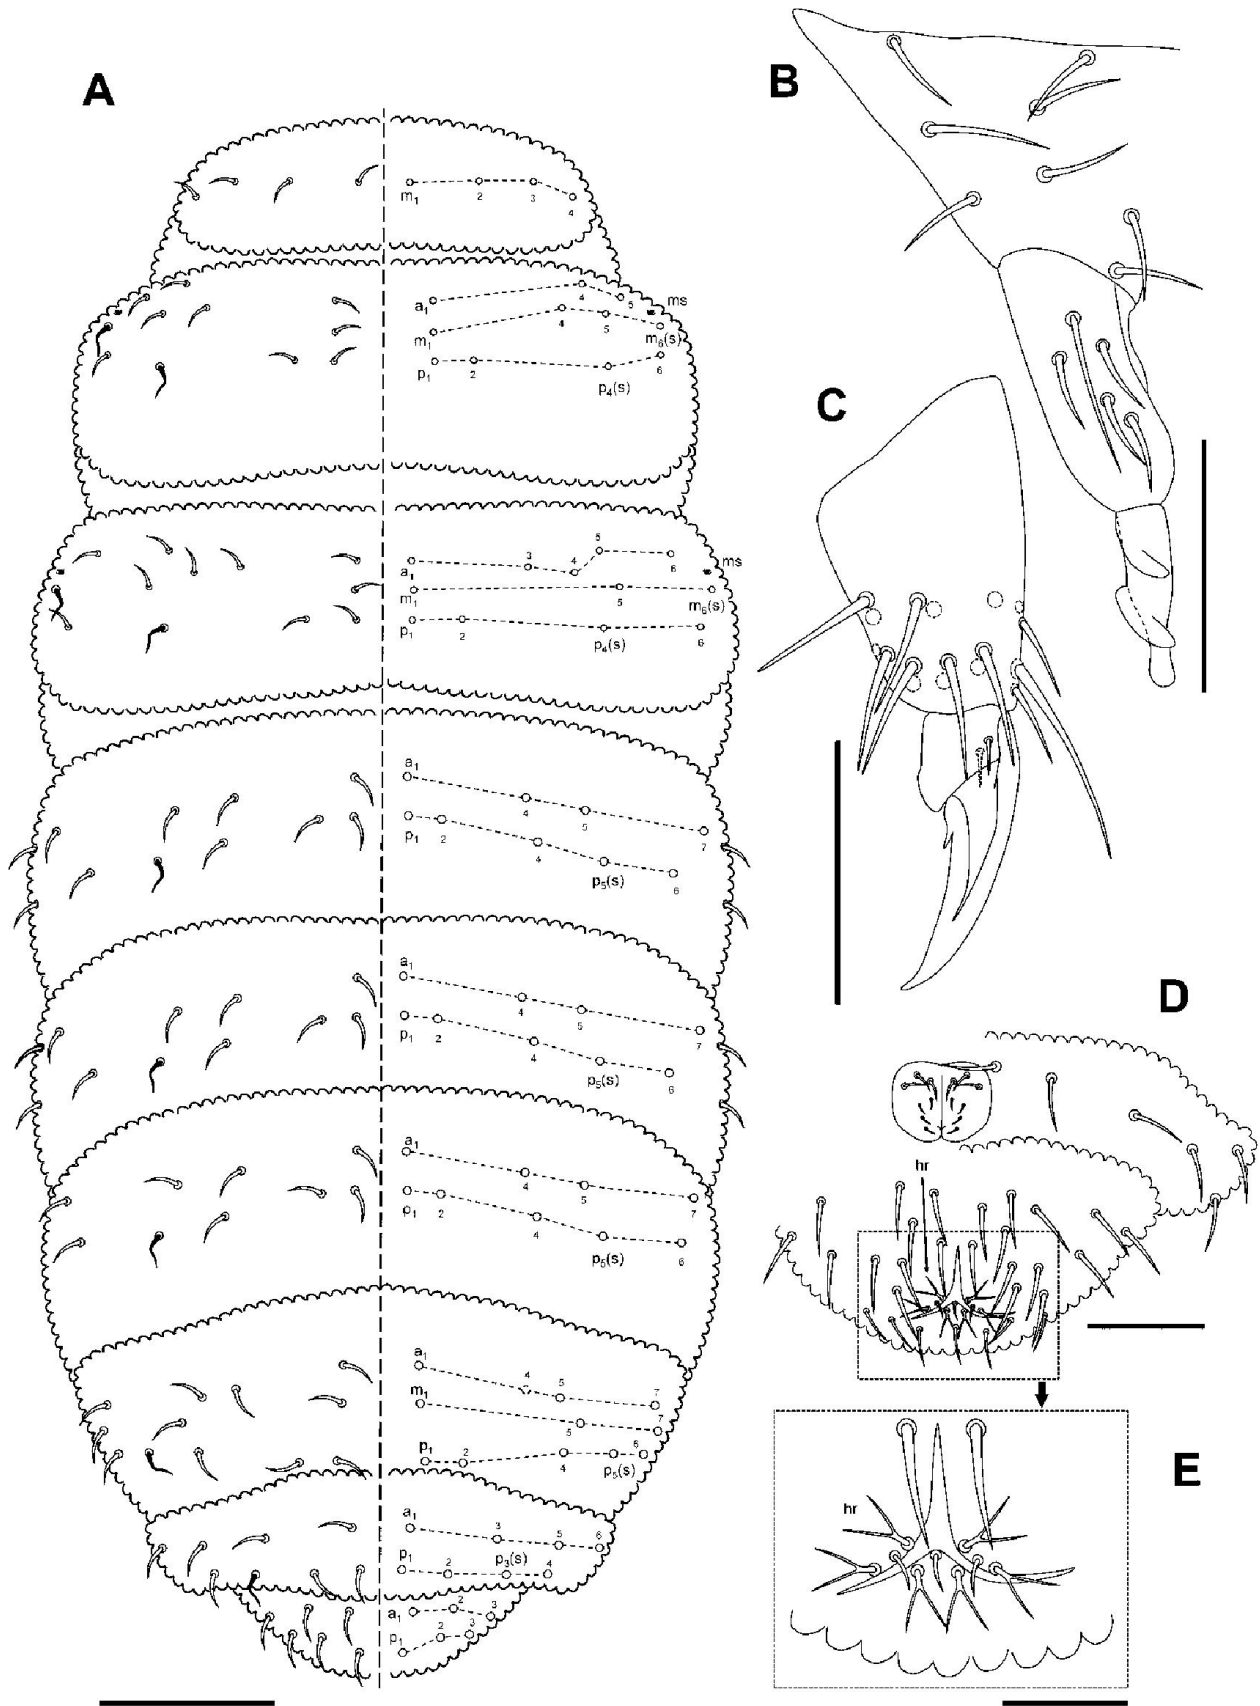 A
m1 2 3 4
a1 4 5 ms
m1 4 5 m6(s)
p1 2 p4(s) 6
a1 3 4 5 6 ms
m1 5 m6(s)
p1 2 p4(s) 6
a1 4 5 7
p1 2 4 p5(s) 6
a1 4 5 7
p1 2 4 p5(s) 6
a1 4 5 7
p1 2 4 p5(s) 6
a1 4 5 7
m1 5 7
p1 2 4 p5(s) 6
a1 3 5 6
p1 2 p3(s) 4
a1 2 3
p1 2 3
B
C
D
hr
E
hr